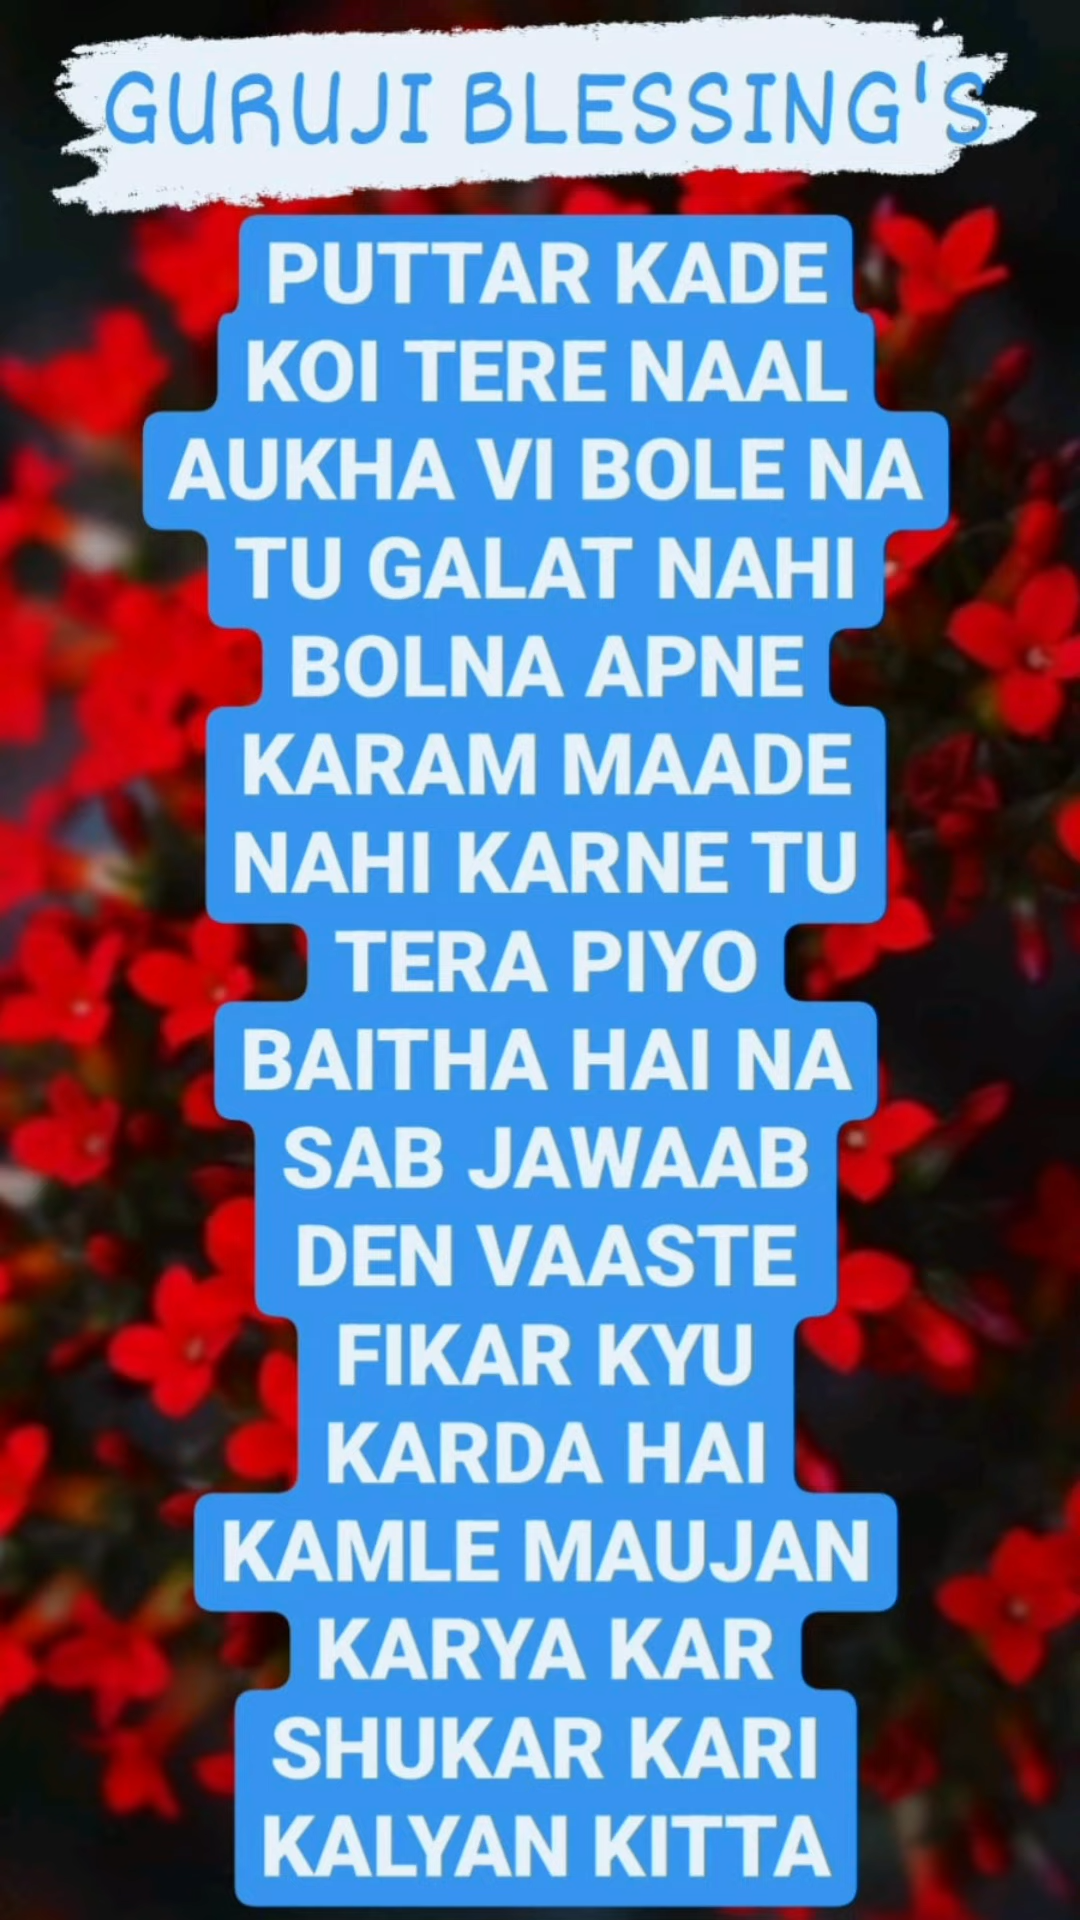 GURUJI BLESSING'S
PUTTAR KADE
KOI TERE NAAL
AUKHA VI BOLE NA
TU GALAT NAHI
BOLNA APNE
KARAM MAADE
NAHI KARNE TU
TERA PIYO
BAITHA HAI NA
SAB JAWAAB
DEN VAASTE
FIKAR KYU
KARDA HAI
KAMLE MAUJAN
KARYA KAR
SHUKAR KARI
KALYAN KITTA